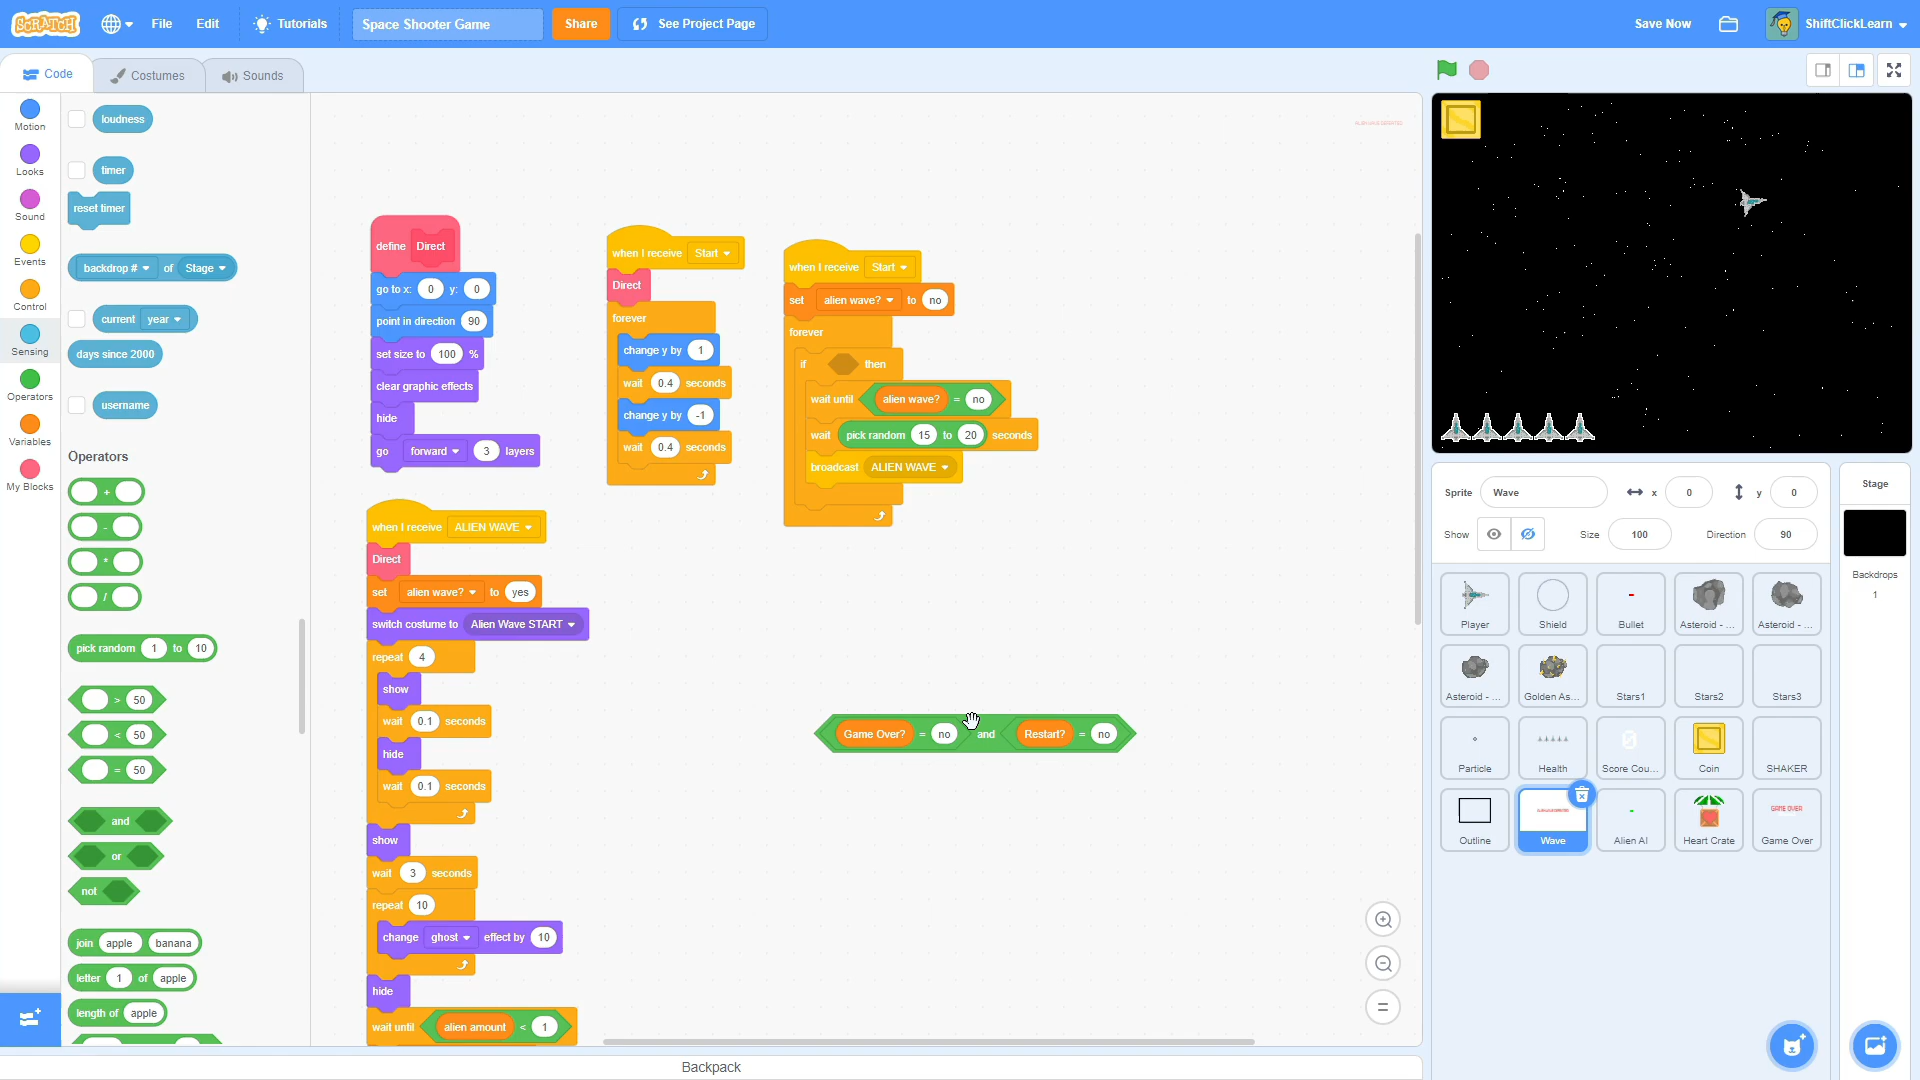 SCRATCH
File
Edit
Tutorials
Space Shooter Game
Share
See Project Page
Save Now
ShiftClickLearn
Code
Costumes
Sounds
Motion
Looks
Sound
Events
Control
Sensing
Operators
Variables
My Blocks
loudness
timer
reset timer
backdrop # of Stage
current year
days since 2000
username
Operators
+
-
*
/
pick random 1 to 10
> 50
< 50
= 50
and
or
not
join apple banana
letter 1 of apple
length of apple
define Direct
go to x: 0 y: 0
point in direction 90
set size to 100 %
clear graphic effects
hide
go forward 3 layers
when I receive Start
Direct
forever
change y by 1
wait 0.4 seconds
change y by -1
wait 0.4 seconds
when I receive Start
set alien wave? to no
forever
if then
wait until alien wave? = no
wait pick random 15 to 20 seconds
broadcast ALIEN WAVE
when I receive ALIEN WAVE
Direct
set alien wave? to yes
switch costume to Alien Wave START
repeat 4
show
wait 0.1 seconds
hide
wait 0.1 seconds
show
wait 3 seconds
repeat 10
change ghost effect by 10
hide
wait until alien amount < 1
Game Over? = no and Restart? = no
Backpack
Sprite Wave x 0 y 0
Show Size 100 Direction 90
Player
Shield
Bullet
Asteroid - ...
Asteroid - ...
Asteroid - ...
Golden As...
Stars1
Stars2
Stars3
Particle
Health
0
Score Cou...
Coin
SHAKER
Outline
Wave
Alien AI
Heart Crate
GAME OVER
Game Over
Stage
Backdrops
1